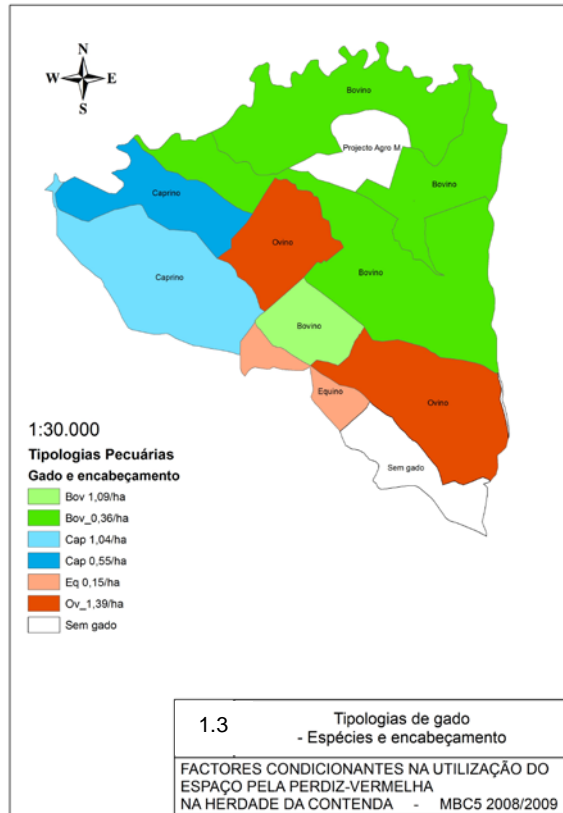 N
W E
S
Bovino
Projecto Agro M.
Bovino
Caprino
Ovino
Bovino
Caprino
Bovino
Equino
Ovino
Sem gado
1:30.000
Tipologias Pecuárias
Gado e encabeçamento
Bov 1,09/ha
Bov_0,36/ha
Cap 1,04/ha
Cap 0,55/ha
Eq 0,15/ha
Ov_1,39/ha
Sem gado
1.3
Tipologias de gado
- Espécies e encabeçamento
FACTORES CONDICIONANTES NA UTILIZAÇÃO DO
ESPAÇO PELA PERDIZ-VERMELHA
NA HERDADE DA CONTENDA - MBC5 2008/2009